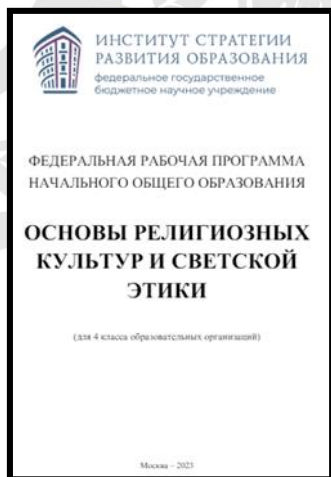 ИНСТИТУТ СТРАТЕГИИ
РАЗВИТИЯ ОБРАЗОВАНИЯ
федеральное государственное
бюджетное научное учреждение
ФЕДЕРАЛЬНАЯ РАБОЧАЯ ПРОГРАММА
НАЧАЛЬНОГО ОБЩЕГО ОБРАЗОВАНИЯ
ОСНОВЫ РЕЛИГИОЗНЫХ
КУЛЬТУР И СВЕТСКОЙ
ЭТИКИ
(для 4 класса образовательных организаций)
Москва – 2023